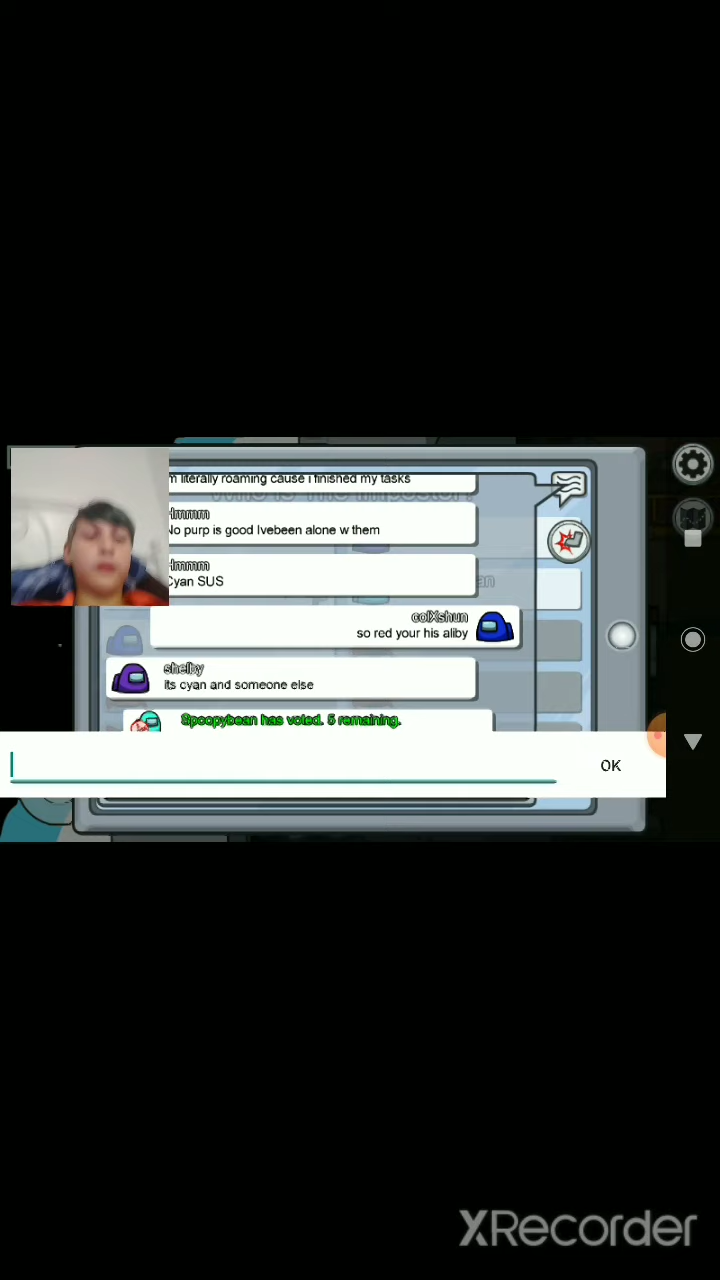 m literally roaming cause i finished my tasks
Hmmm
No purp is good Ivebeen alone w them
Hmmm
Cyan SUS
colXshun
so red your his aliby
shelby
its cyan and someone else
Spoopybean has voted. 5 remaining.
OK
XRecorder